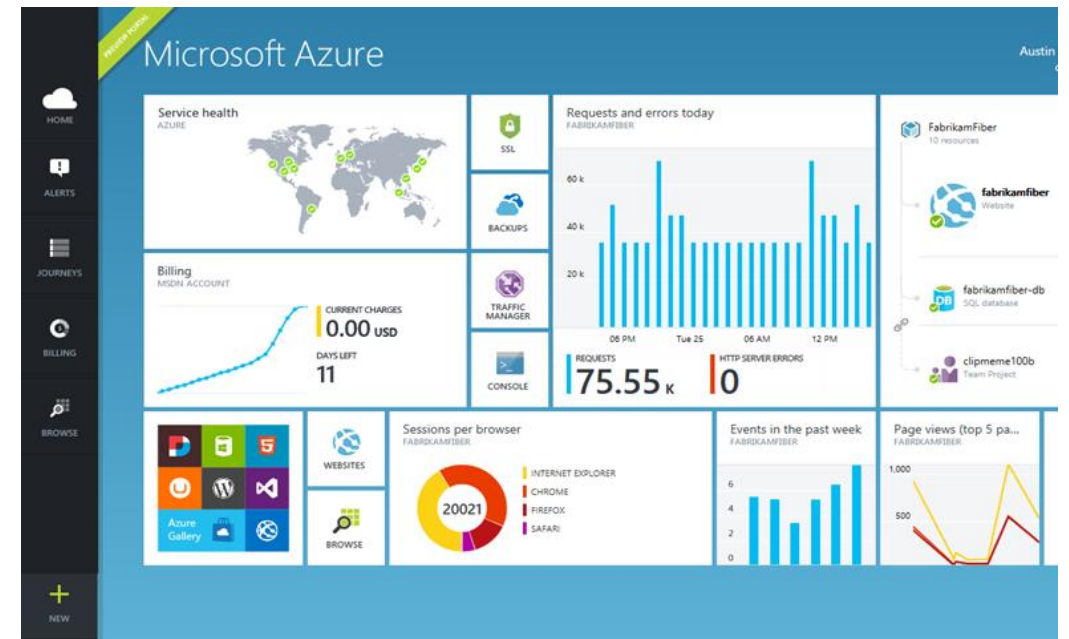 PREVIEW PORTAL
Microsoft Azure
Austin
HOME
ALERTS
JOURNEYS
BILLING
BROWSE
NEW
Service health
AZURE
SSL
BACKUPS
Requests and errors today
FABRIKAMFIBER
60 k
40 k
20 k
06 PM Tue 25 06 AM 12 PM
REQUESTS
75.55 K
HTTP SERVER ERRORS
0
FabrikamFiber
10 resources
fabrikamfiber
Website
fabrikamfiber-db
SQL database
clipmeme100b
Team Project
Billing
MSDN ACCOUNT
CURRENT CHARGES
0.00 USD
DAYS LEFT
11
TRAFFIC
MANAGER
CONSOLE
Azure
Gallery
WEBSITES
BROWSE
Sessions per browser
FABRIKAMFIBER
20021
INTERNET EXPLORER
CHROME
FIREFOX
SAFARI
Events in the past week
FABRIKAMFIBER
6
4
2
0
Page views (top 5 pa...
FABRIKAMFIBER
1,000
500